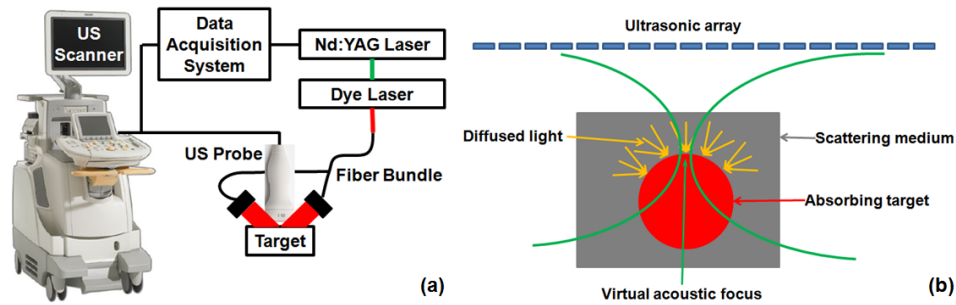 US
Scanner
Data
Acquisition
System
Nd:YAG Laser
Dye Laser
US Probe
Fiber Bundle
Target
(a)
Ultrasonic array
Diffused light
Scattering medium
Absorbing target
Virtual acoustic focus
(b)